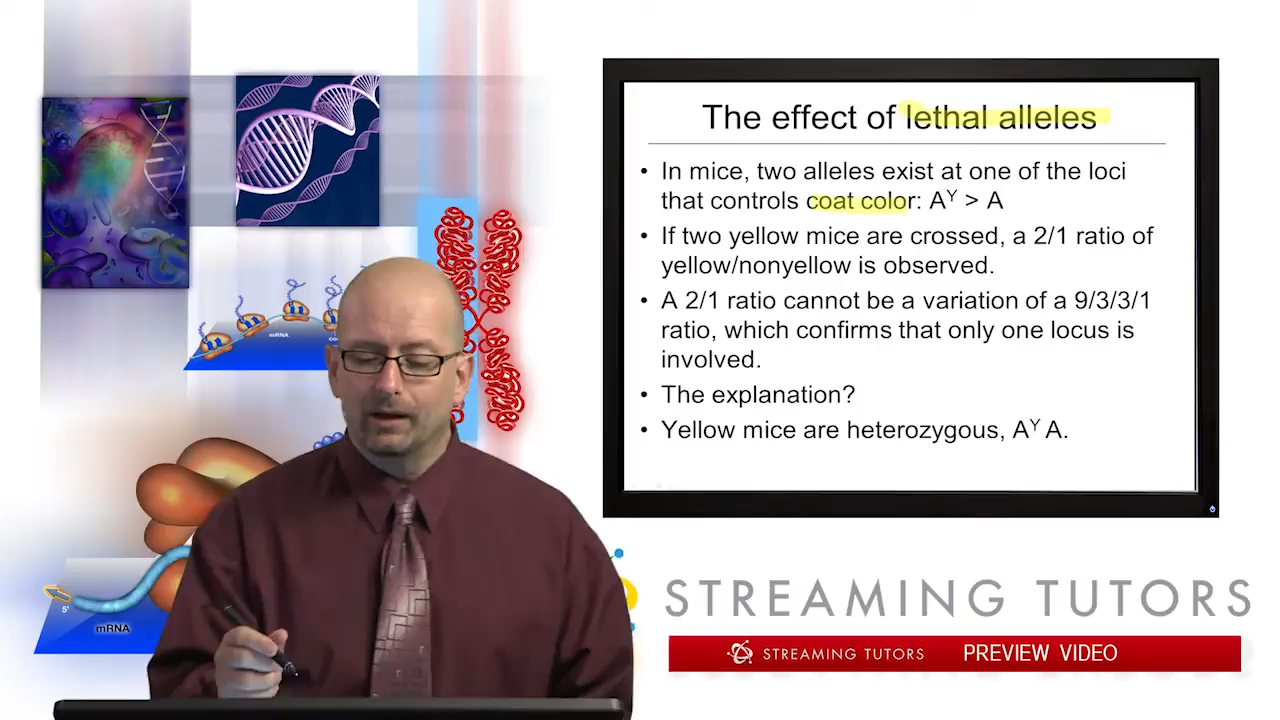 The effect of lethal alleles
• In mice, two alleles exist at one of the loci
that controls coat color: Aʸ > A
• If two yellow mice are crossed, a 2/1 ratio of
yellow/nonyellow is observed.
• A 2/1 ratio cannot be a variation of a 9/3/3/1
ratio, which confirms that only one locus is
involved.
• The explanation?
• Yellow mice are heterozygous, Aʸ A.
mRNA
co
5'
mRNA
STREAMING TUTORS
STREAMING TUTORS PREVIEW VIDEO